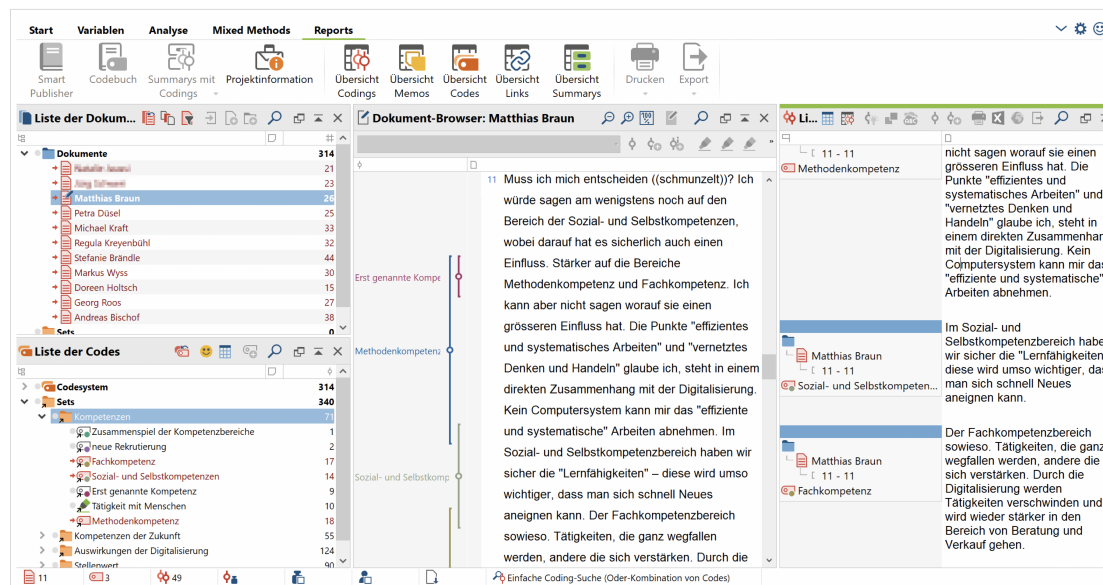 Start Variablen Analyse Mixed Methods Reports
Smart Publisher
Codebuch
Summarys mit Codings
Projektinformation
Übersicht Codings
Übersicht Memos
Übersicht Codes
Übersicht Links
Übersicht Summarys
Drucken
Export
Liste der Dokum...
Dokumente 314
21
23
Matthias Braun 26
Petra Düsel 25
Michael Kraft 33
Regula Kreyenbühl 32
Stefanie Brändle 44
Markus Wyss 30
Doreen Holtsch 15
Georg Roos 27
Andreas Bischof 38
Sets 0
Liste der Codes
Codesystem 314
Sets 340
Kompetenzen 71
Zusammenspiel der Kompetenzbereiche 1
neue Rekrutierung 2
Fachkompetenz 17
Sozial- und Selbstkompetenzen 14
Erst genannte Kompetenz 9
Tätigkeit mit Menschen 10
Methodenkompetenz 18
Kompetenzen der Zukunft 55
Auswirkungen der Digitalisierung 124
Stellenwert 90
Dokument-Browser: Matthias Braun
Erst genannte Kompe
Methodenkompetenz
Sozial- und Selbstkomp
11 Muss ich mich entscheiden ((schmunzelt))? Ich
würde sagen am wenigstens noch auf den
Bereich der Sozial- und Selbstkompetenzen,
wobei darauf hat es sicherlich auch einen
Einfluss. Stärker auf die Bereiche
Methodenkompetenz und Fachkompetenz. Ich
kann aber nicht sagen worauf sie einen
grösseren Einfluss hat. Die Punkte "effizientes
und systematisches Arbeiten" und "vernetztes
Denken und Handeln" glaube ich, steht in einem
direkten Zusammenhang mit der Digitalisierung.
Kein Computersystem kann mir das "effiziente
und systematische" Arbeiten abnehmen. Im
Sozial- und Selbstkompetenzbereich haben wir
sicher die "Lernfähigkeiten" – diese wird umso
wichtiger, dass man sich schnell Neues
aneignen kann. Der Fachkompetenzbereich
sowieso. Tätigkeiten, die ganz wegfallen
werden, andere die sich verstärken. Durch die
Li...
11 - 11
Methodenkompetenz
nicht sagen worauf sie einen
grösseren Einfluss hat. Die
Punkte "effizientes und
systematisches Arbeiten" und
"vernetztes Denken und
Handeln" glaube ich, steht in
einem direkten Zusammenhan
mit der Digitalisierung. Kein
Computersystem kann mir das
"effiziente und systematische"
Arbeiten abnehmen.
Matthias Braun
11 - 11
Sozial- und Selbstkompeten...
Im Sozial- und
Selbstkompetenzbereich habe
wir sicher die "Lernfähigkeiten
diese wird umso wichtiger, das
man sich schnell Neues
aneignen kann.
Matthias Braun
11 - 11
Fachkompetenz
Der Fachkompetenzbereich
sowieso. Tätigkeiten, die ganz
wegfallen werden, andere die
sich verstärken. Durch die
Digitalisierung werden
Tätigkeiten verschwinden und
wird wieder stärker in den
Bereich von Beratung und
Verkauf gehen.
11 3 49 Einfache Coding-Suche (Oder-Kombination von Codes)